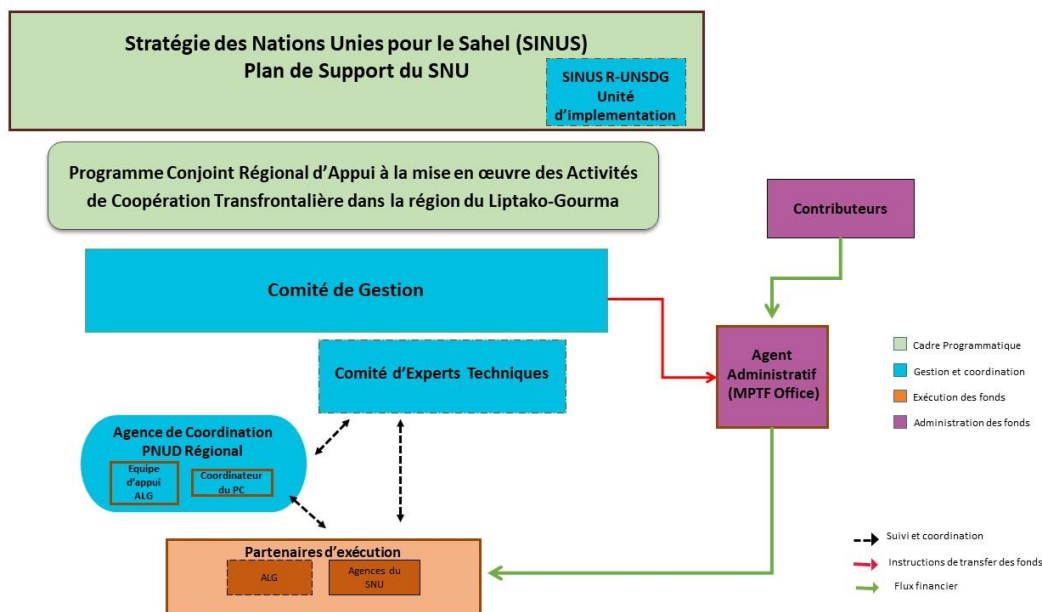 Stratégie des Nations Unies pour le Sahel (SINUS)
Plan de Support du SNU
SINUS R-UNSDG
Unité
d'implementation
Programme Conjoint Régional d'Appui à la mise en œuvre des Activités
de Coopération Transfrontalière dans la région du Liptako-Gourma
Contributeurs
Comité de Gestion
Agent
Administratif
(MPTF Office)
Comité d'Experts Techniques
Cadre Programmatique
Gestion et coordination
Exécution des fonds
Administration des fonds
Agence de Coordination
PNUD Régional
Equipe
d'appui
ALG
Coordinateur
du PC
Partenaires d'exécution
ALG
Agences du
SNU
Suivi et coordination
Instructions de transfer des fonds
Flux financier